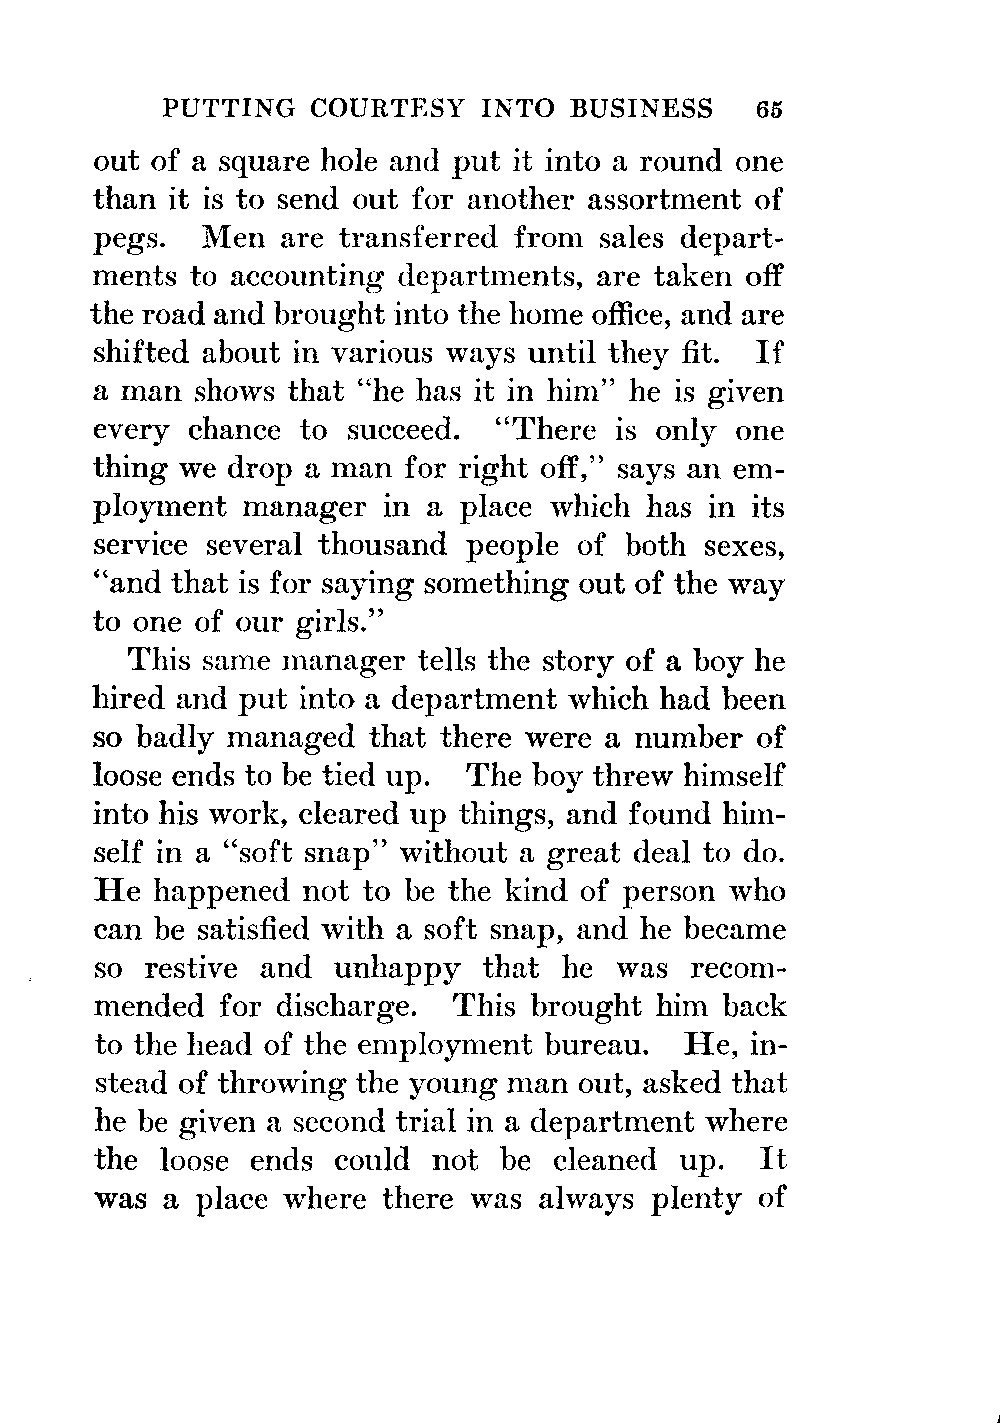 PUTTING COURTESY INTO BUSINESS 65
out of a square hole and put it into a round one
than it is to send out for another assortment of
pegs. Men are transferred from sales depart-
ments to accounting departments, are taken off
the road and brought into the home office, and are
shifted about in various ways until they fit. If
a man shows that “he has it in him” he is given
every chance to succeed. “There is only one
thing we drop a man for right off,” says an em-
ployment manager in a place which has in its
service several thousand people of both sexes,
“and that is for saying something out of the way
to one of our girls.”
This same manager tells the story of a boy he
hired and put into a department which had been
so badly managed that there were a number of
loose ends to be tied up. The boy threw himself
into his work, cleared up things, and found him-
self in a “soft snap” without a great deal to do.
He happened not to be the kind of person who
can be satisfied with a soft snap, and he became
so restive and unhappy that he was recom-
mended for discharge. This brought him back
to the head of the employment bureau. He, in-
stead of throwing the young man out, asked that
he be given a second trial in a department where
the loose ends could not be cleaned up. It
was a place where there was always plenty of